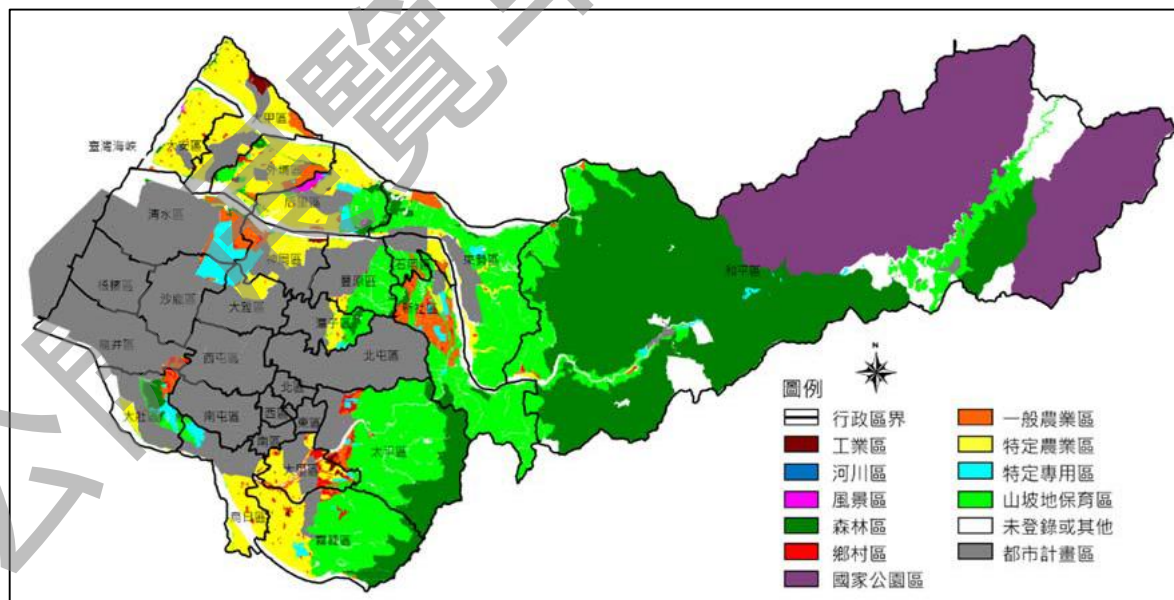 大甲區
臺灣海峽
大安區
外埔區
后里區
清水區
神岡區
豐原區
石岡區
東勢區
和平區
梧棲區
沙鹿區
大雅區
潭子區
新社區
龍井區
西屯區
北屯區
北區
大肚區
南屯區
西區
東區
南區
太平區
大里區
烏日區
霧峰區
N
圖例
行政區界
工業區
河川區
風景區
森林區
鄉村區
國家公園區
一般農業區
特定農業區
特定專用區
山坡地保育區
未登錄或其他
都市計畫區
公
覽